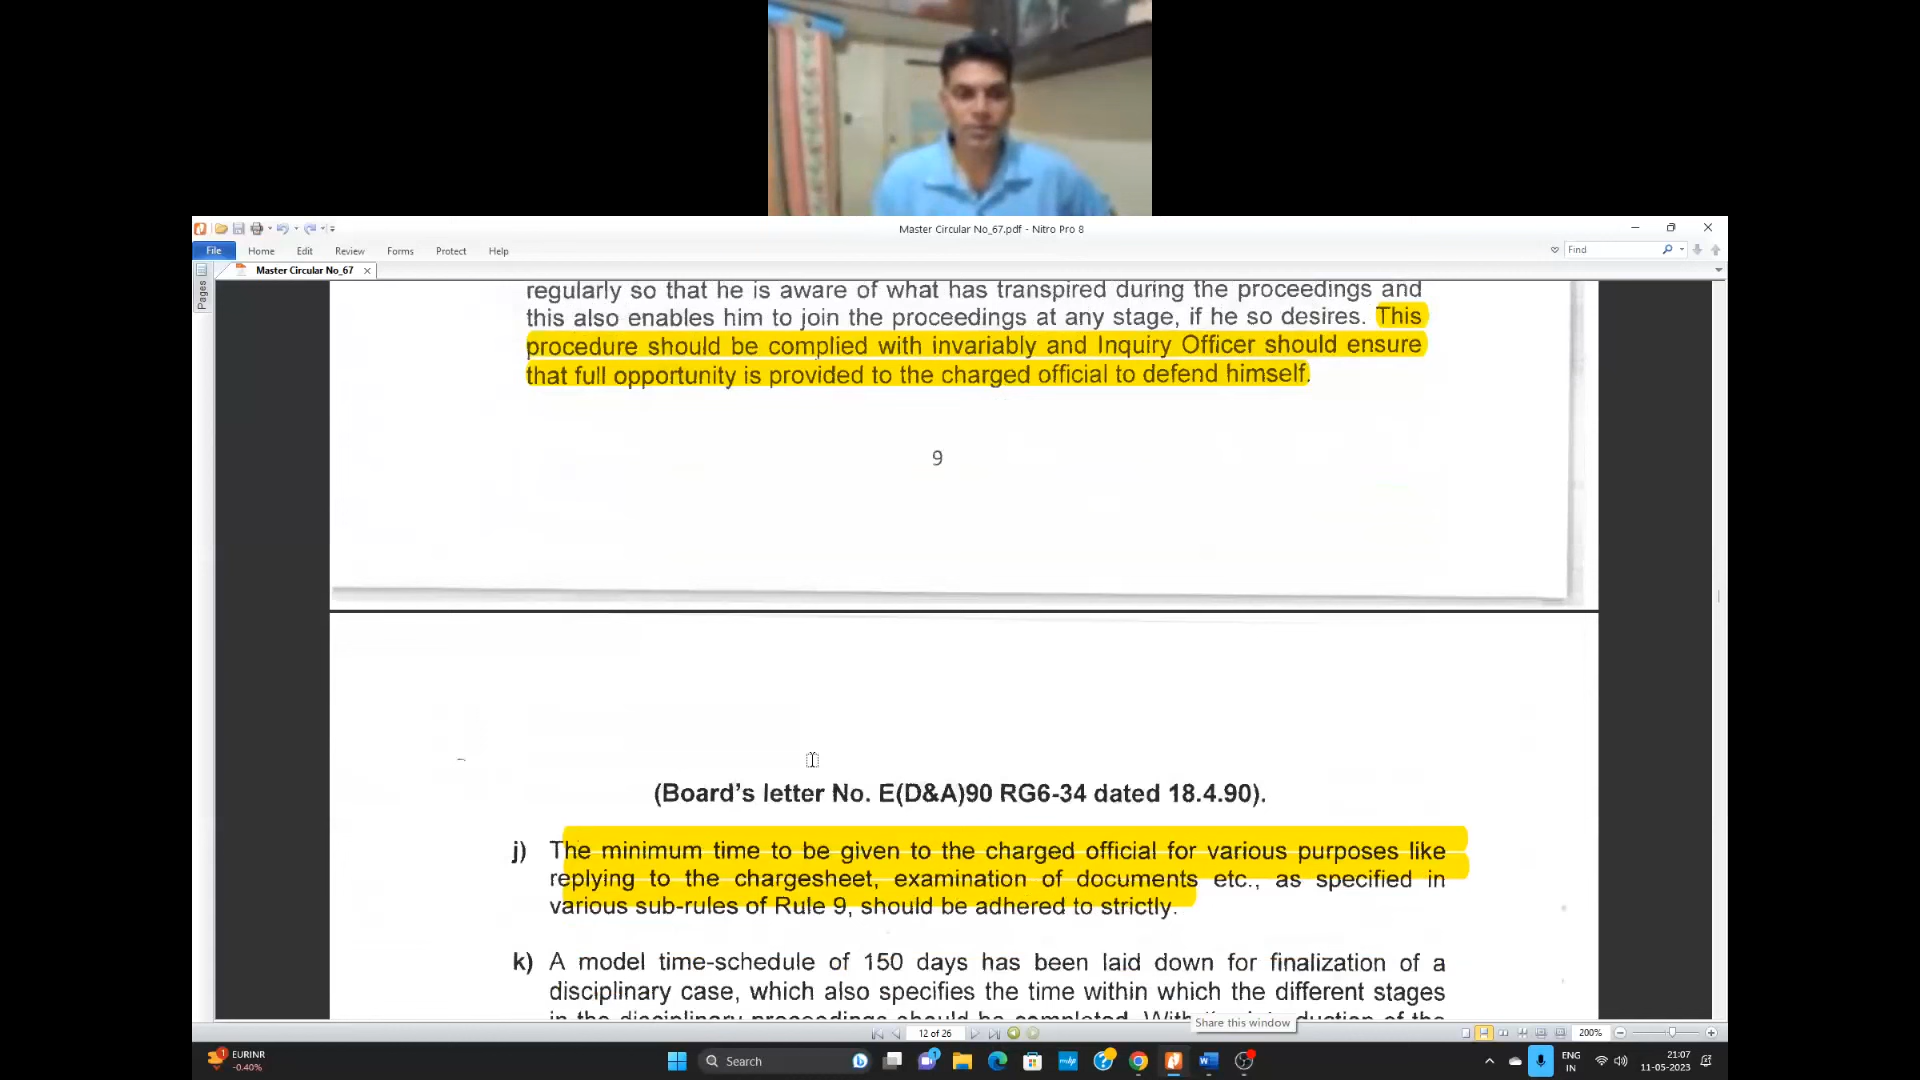 Master Circular No_67.pdf - Nitro Pro 8
File Home Edit Review Forms Protect Help
Find
Master Circular No_67
Pages
regularly so that he is aware of what has transpired during the proceedings and
this also enables him to join the proceedings at any stage, if he so desires. This
procedure should be complied with invariably and Inquiry Officer should ensure
that full opportunity is provided to the charged official to defend himself.
9
(Board's letter No. E(D&A)90 RG6-34 dated 18.4.90).
j) The minimum time to be given to the charged official for various purposes like
replying to the chargesheet, examination of documents etc., as specified in
various sub-rules of Rule 9, should be adhered to strictly.
k) A model time-schedule of 150 days has been laid down for finalization of a
disciplinary case, which also specifies the time within which the different stages
in the disciplinary proceedings should be completed. With
Share this window
12 of 26
200%
EURINR
-0.40%
Search
ENG
IN
21:07
11-05-2023